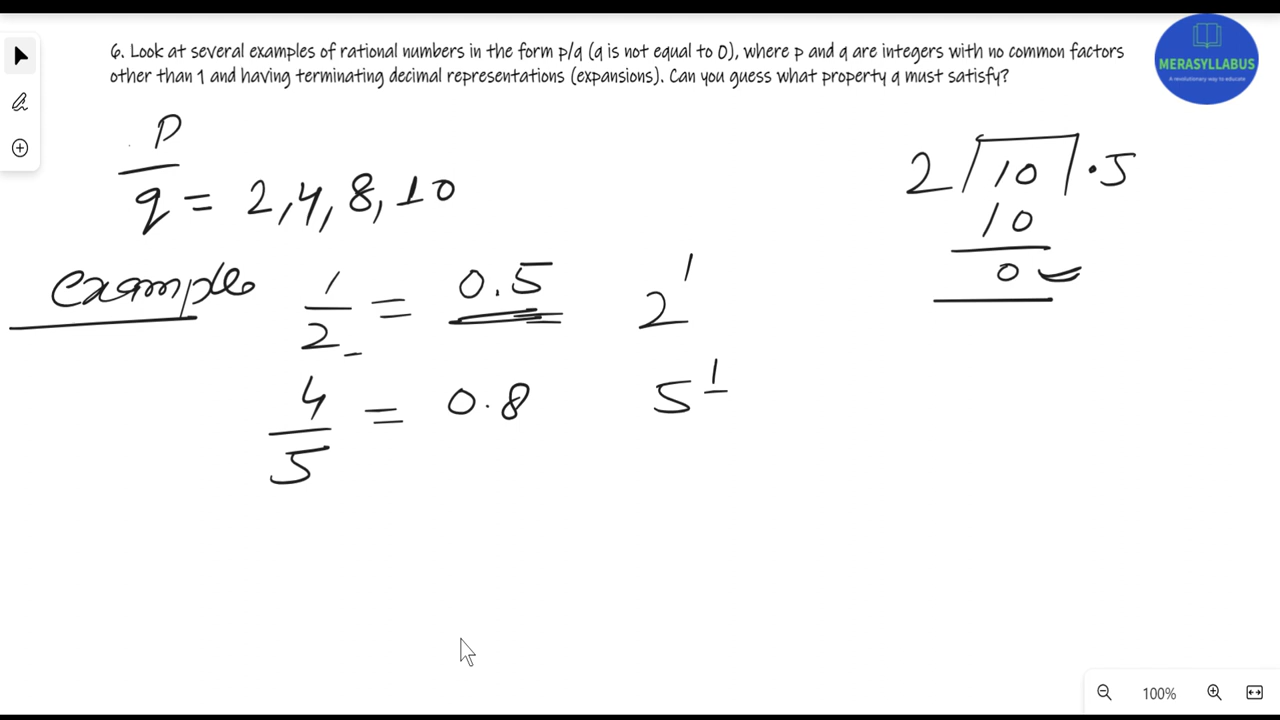 6. Look at several examples of rational numbers in the form p/q (q is not equal to 0), where p and q are integers with no common factors
other than 1 and having terminating decimal representations (expansions). Can you guess what property q must satisfy?
MERASYLLABUS
A revolutionary way to educate
p
q = 2, 4, 8, 10
2 10 .5
10
0
example 1/2 = 0.5 2^1
4/5 = 0.8 5^1
100%